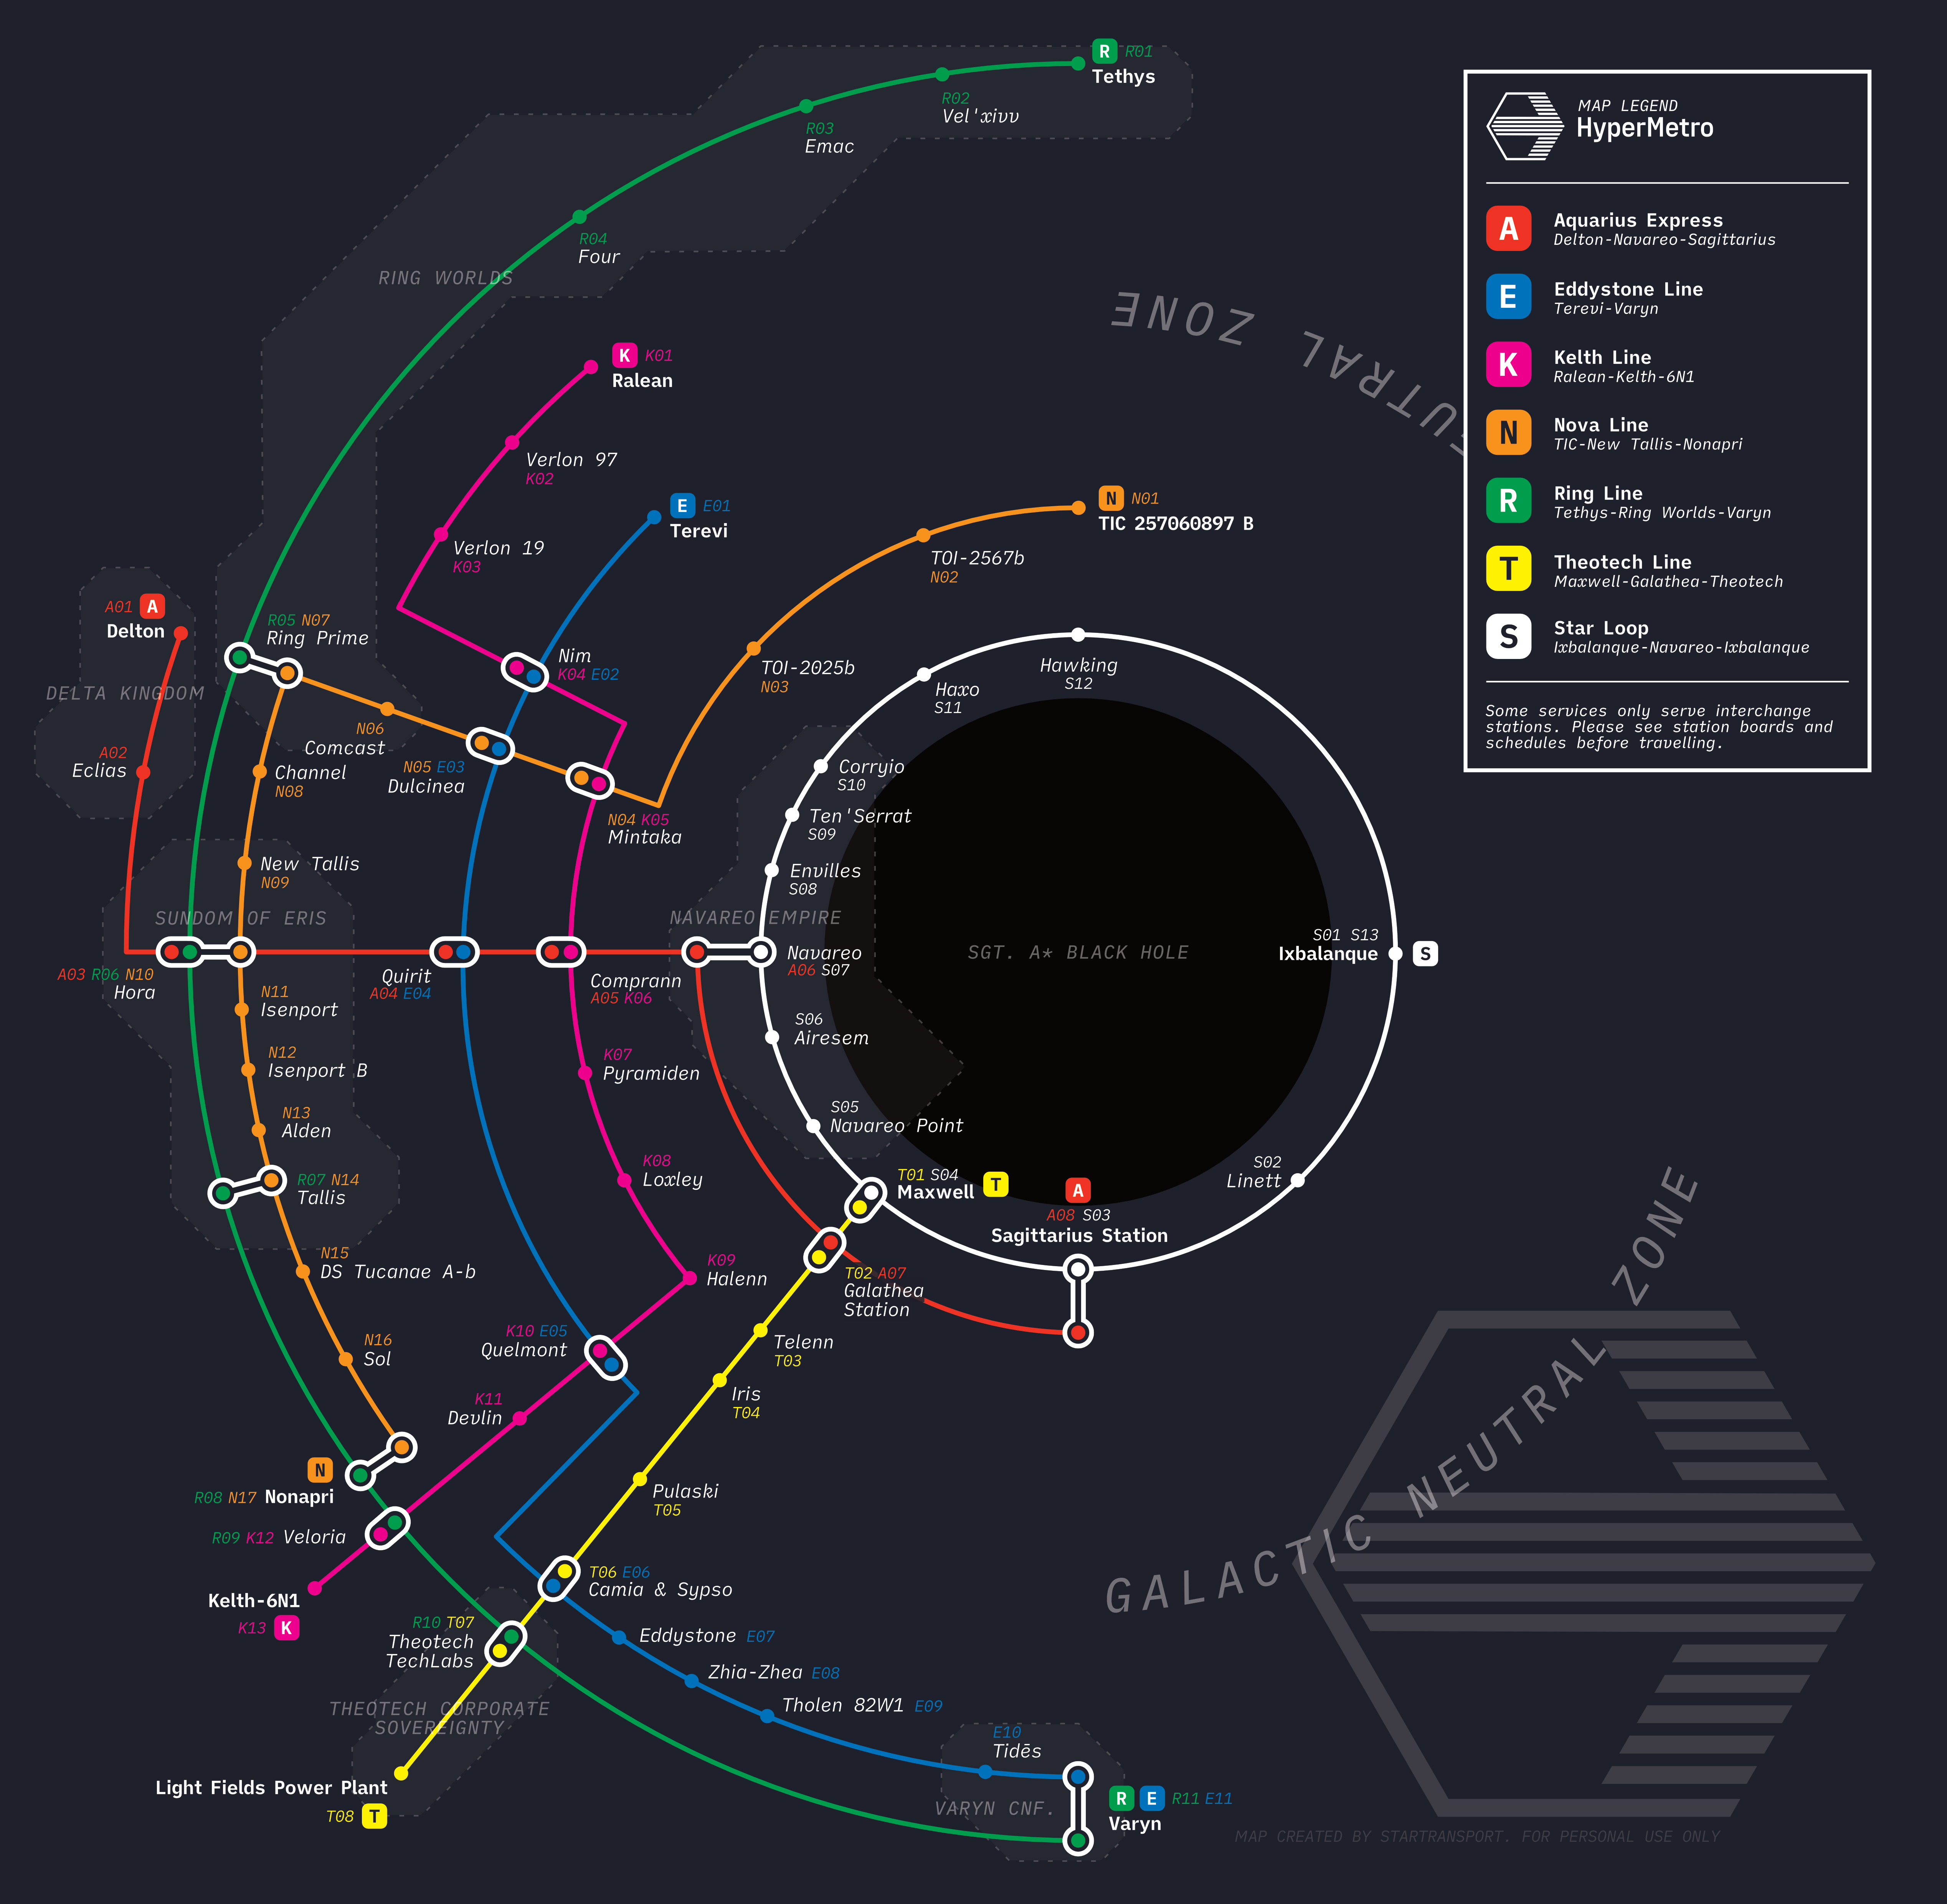 R R01
Tethys
R02
Vel'xivv
R03
Emac
R04
Four
RING WORLDS
K K01
Ralean
Verlon 97
K02
Verlon 19
K03
E E01
Terevi
N N01
TIC 257060897 B
TOI-2567b
N02
TOI-2025b
N03
A01 A
Delton
R05 N07
Ring Prime
DELTA KINGDOM
A02
Eclias
N06
Comcast
Channel
N08
Nim
K04 E02
N05 E03
Dulcinea
N04 K05
Mintaka
Hawking
S12
Haxo
S11
Corryio
S10
Ten'Serrat
S09
Envilles
S08
New Tallis
N09
SUNDOM OF ERIS
NAVAREO EMPIRE
A03 R06 N10
Hora
Quirit
A04 E04
Comprann
A05 K06
Navareo
A06 S07
SGT. A* BLACK HOLE
S01 S13
Ixbalanque S
N11
Isenport
N12
Isenport B
N13
Alden
R07 N14
Tallis
S06
Airesem
K07
Pyramiden
S05
Navareo Point
K08
Loxley
T01 S04
Maxwell T
S02
Linett
A
A08 S03
Sagittarius Station
N15
DS Tucanae A-b
K09
Halenn
T02 A07
Galathea
Station
N16
Sol
K10 E05
Quelmont
Telenn
T03
Iris
T04
K11
Devlin
N
R08 N17 Nonapri
Pulaski
T05
R09 K12 Veloria
Kelth-6N1
K13 K
T06 E06
Camia & Sypso
R10 T07
Theotech
TechLabs
Eddystone E07
Zhia-Zhea E08
Tholen 82W1 E09
THEOTECH CORPORATE
SOVEREIGNTY
E10
Tidēs
Light Fields Power Plant
T08 T
VARYN CNF.
R E R11 E11
Varyn
GALACTIC NEUTRAL ZONE
UTRAL ZONE
MAP LEGEND
HyperMetro
A Aquarius Express
Delton-Navareo-Sagittarius
E Eddystone Line
Terevi-Varyn
K Kelth Line
Ralean-Kelth-6N1
N Nova Line
TIC-New Tallis-Nonapri
R Ring Line
Tethys-Ring Worlds-Varyn
T Theotech Line
Maxwell-Galathea-Theotech
S Star Loop
Ixbalanque-Navareo-Ixbalanque
Some services only serve interchange
stations. Please see station boards and
schedules before travelling.
MAP CREATED BY STARTRANSPORT. FOR PERSONAL USE ONLY